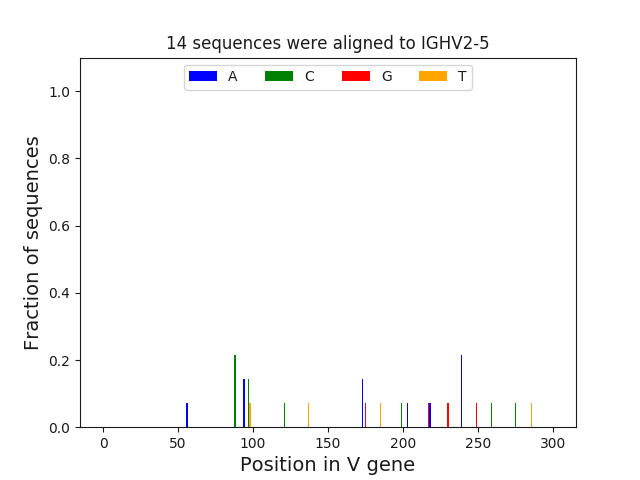 14 sequences were aligned to IGHV2-5
A C G T
1.0
0.8
0.6
0.4
0.2
0.0
Fraction of sequences
0 50 100 150 200 250 300
Position in V gene